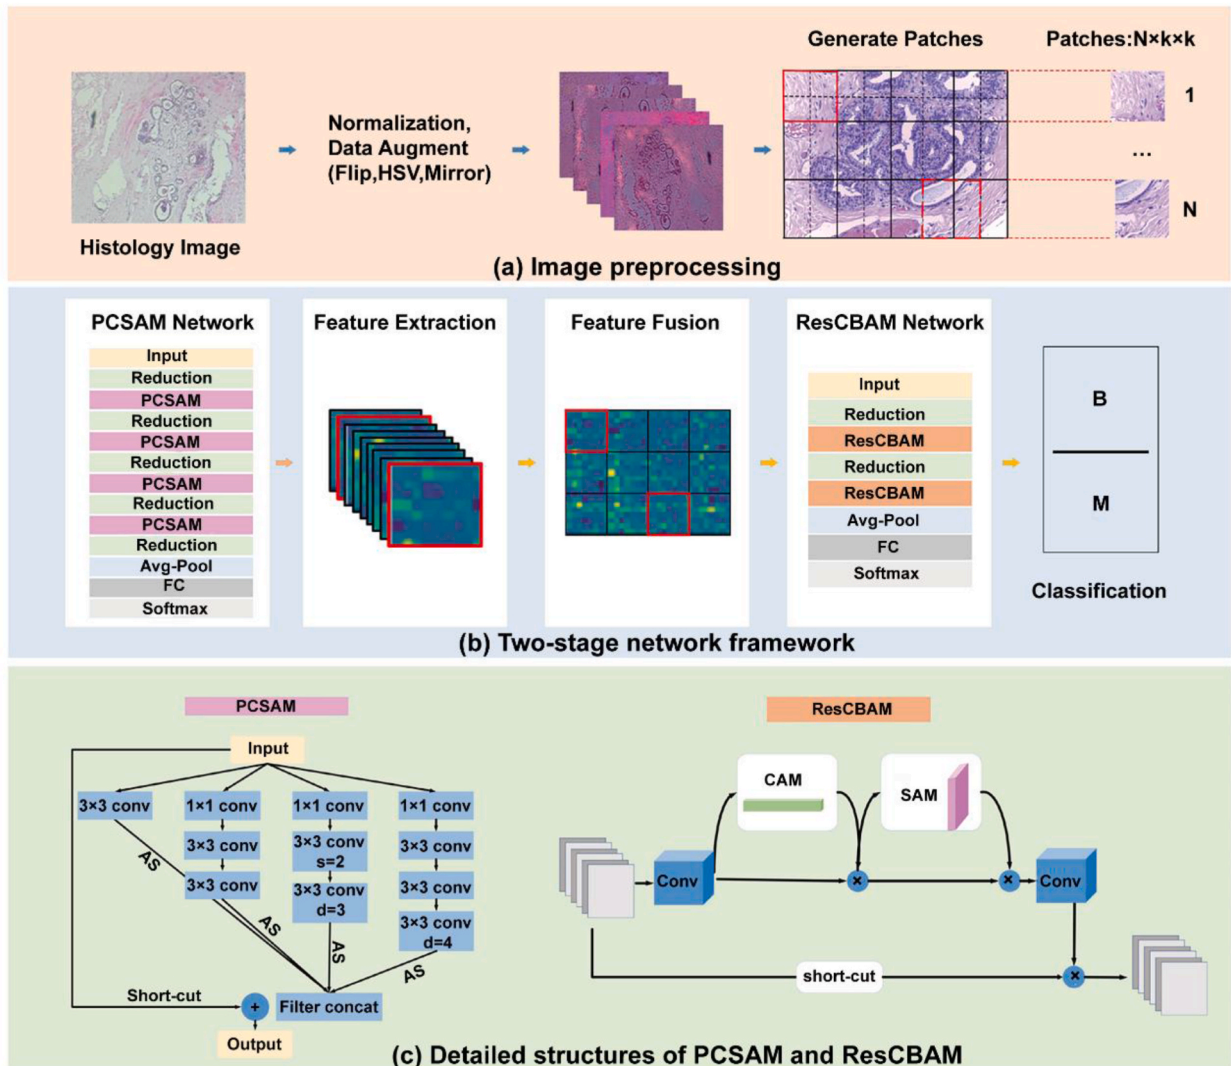 Generate Patches
Patches:N×k×k
Normalization,
Data Augment
(Flip,HSV,Mirror)
1
...
N
Histology Image
(a) Image preprocessing
PCSAM Network
Input
Reduction
PCSAM
Reduction
PCSAM
Reduction
PCSAM
Reduction
PCSAM
Reduction
Avg-Pool
FC
Softmax
Feature Extraction
Feature Fusion
ResCBAM Network
Input
Reduction
ResCBAM
Reduction
ResCBAM
Avg-Pool
FC
Softmax
B
M
Classification
(b) Two-stage network framework
PCSAM
Input
3×3 conv
1×1 conv
1×1 conv
1×1 conv
3×3 conv
3×3 conv
s=2
3×3 conv
3×3 conv
3×3 conv
d=3
3×3 conv
3×3 conv
d=4
AS
AS
AS
AS
Short-cut
+
Filter concat
Output
ResCBAM
CAM
SAM
Conv
×
×
Conv
short-cut
×
(c) Detailed structures of PCSAM and ResCBAM